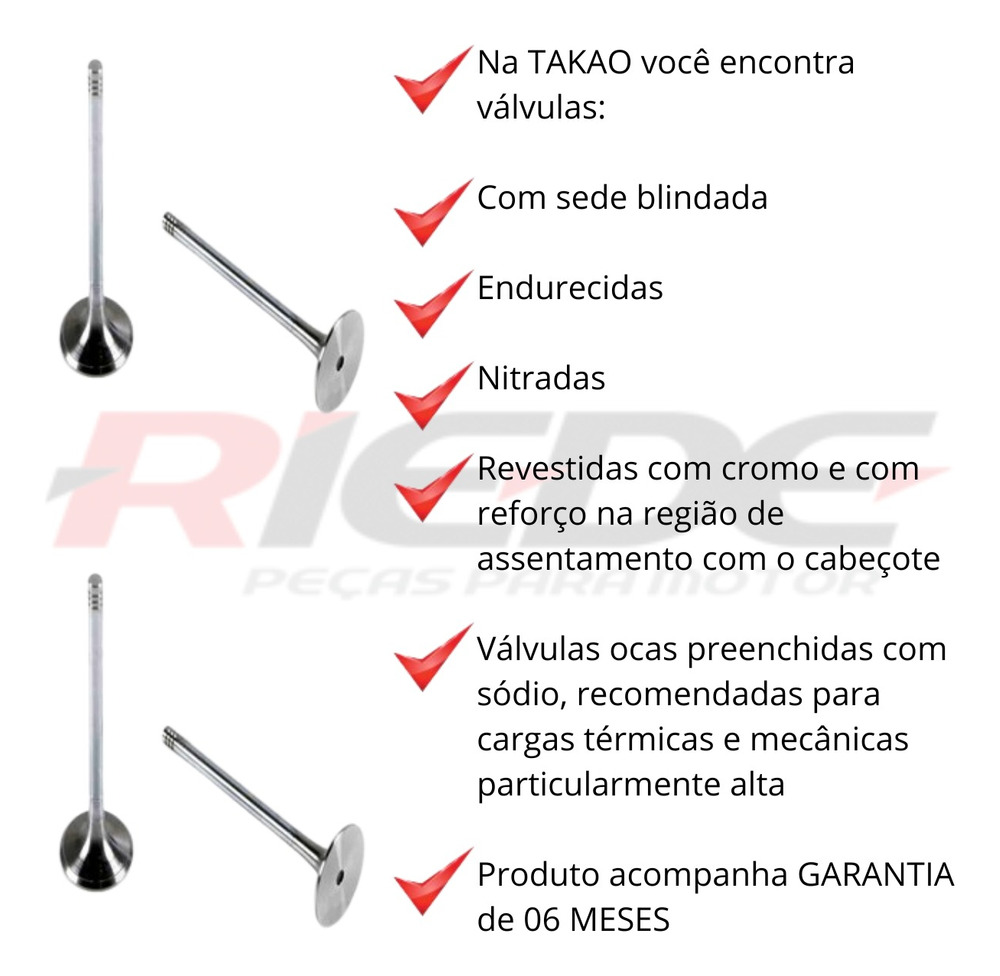 Na TAKAO você encontra
válvulas:
Com sede blindada
Endurecidas
Nitradas
RIEDE
Revestidas com cromo e com
reforço na região de
assentamento com o cabeçote
PEÇAS PARA MOTOR
Válvulas ocas preenchidas com
sódio, recomendadas para
cargas térmicas e mecânicas
particularmente alta
Produto acompanha GARANTIA
de 06 MESES